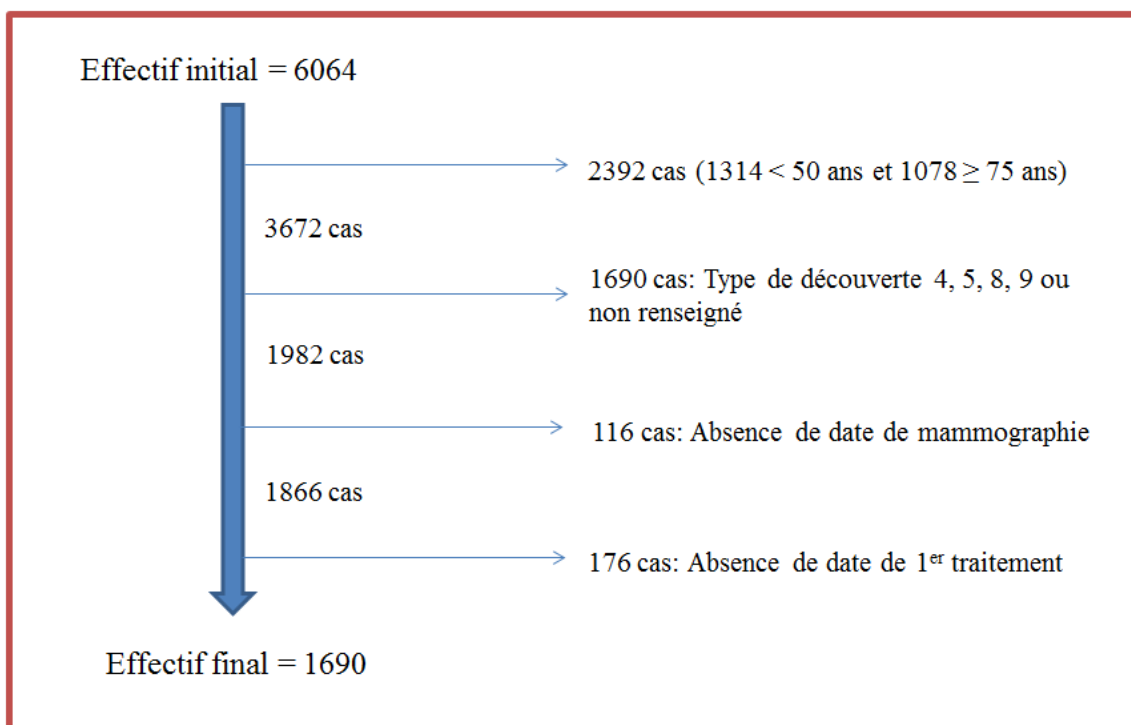 Effectif initial = 6064
2392 cas (1314 < 50 ans et 1078 ≥ 75 ans)
3672 cas
1690 cas: Type de découverte 4, 5, 8, 9 ou
non renseigné
1982 cas
116 cas: Absence de date de mammographie
1866 cas
176 cas: Absence de date de 1er traitement
Effectif final = 1690